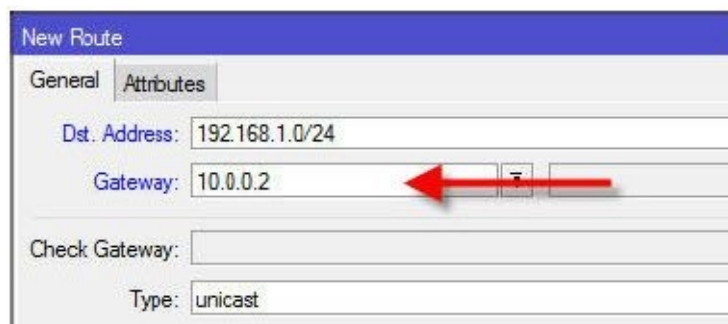 New Route
General Attributes
Dst. Address: 192.168.1.0/24
Gateway: 10.0.0.2
Check Gateway:
Type: unicast